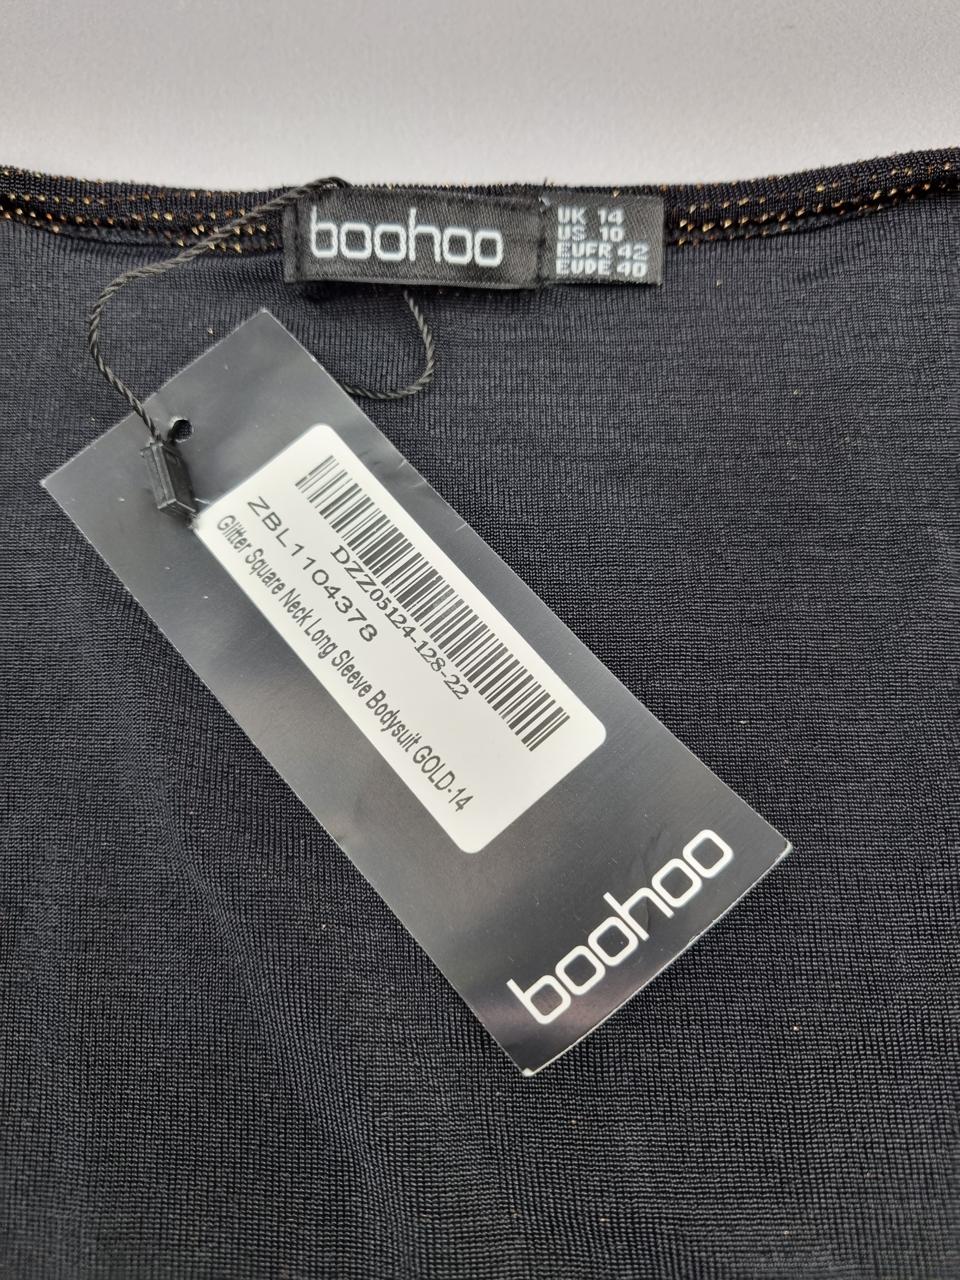 boohoo
UK 14
US 10
EUFR 42
EUDE 40
DZZ05124-128-22
ZBL1104378
Glitter Square Neck Long Sleeve Bodysuit GOLD-14
boohoo